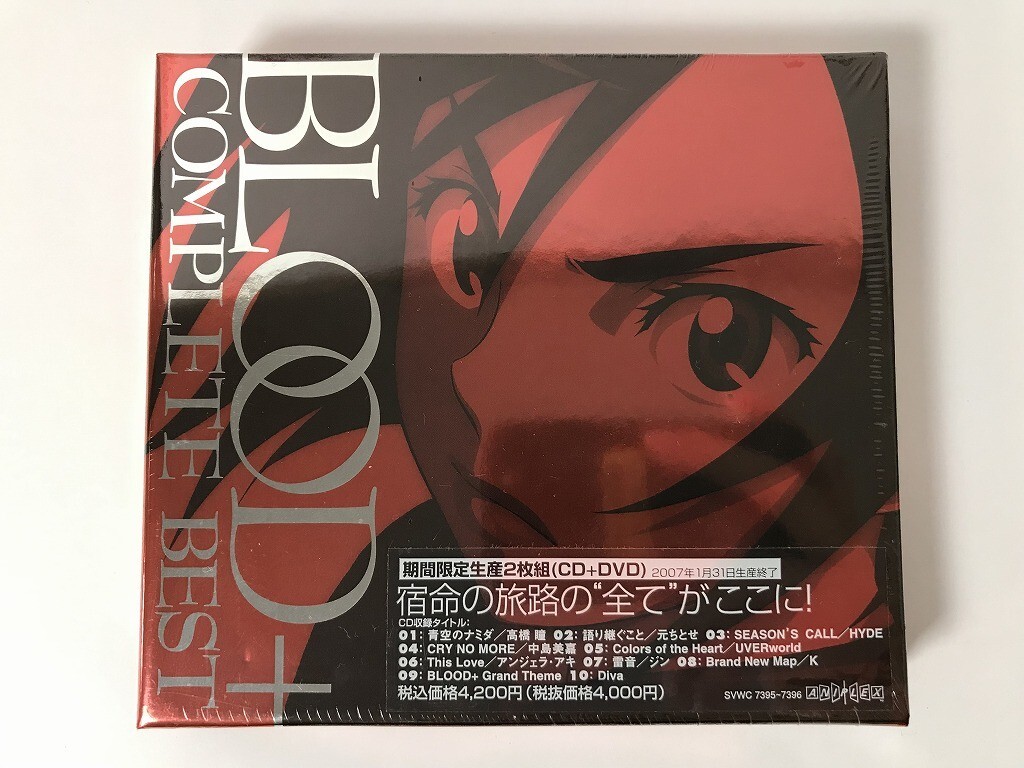 BLOOD+
COMPLETE BEST
期間限定生産2枚組(CD+DVD) 2007年1月31日生産終了
宿命の旅路の“全て”がここに!
CD収録タイトル:
01:青空のナミダ/高橋 瞳 02:語り継ぐこと/元ちとせ 03:SEASON'S CALL/HYDE
04:CRY NO MORE/中島美嘉 05:Colors of the Heart/UVERworld
06:This Love/アンジェラ・アキ 07:雷音/ジン 08:Brand New Map/K
09:BLOOD+ Grand Theme 10:Diva
税込価格4,200円(税抜価格4,000円) SVWC 7395~7396 ANIPLEX